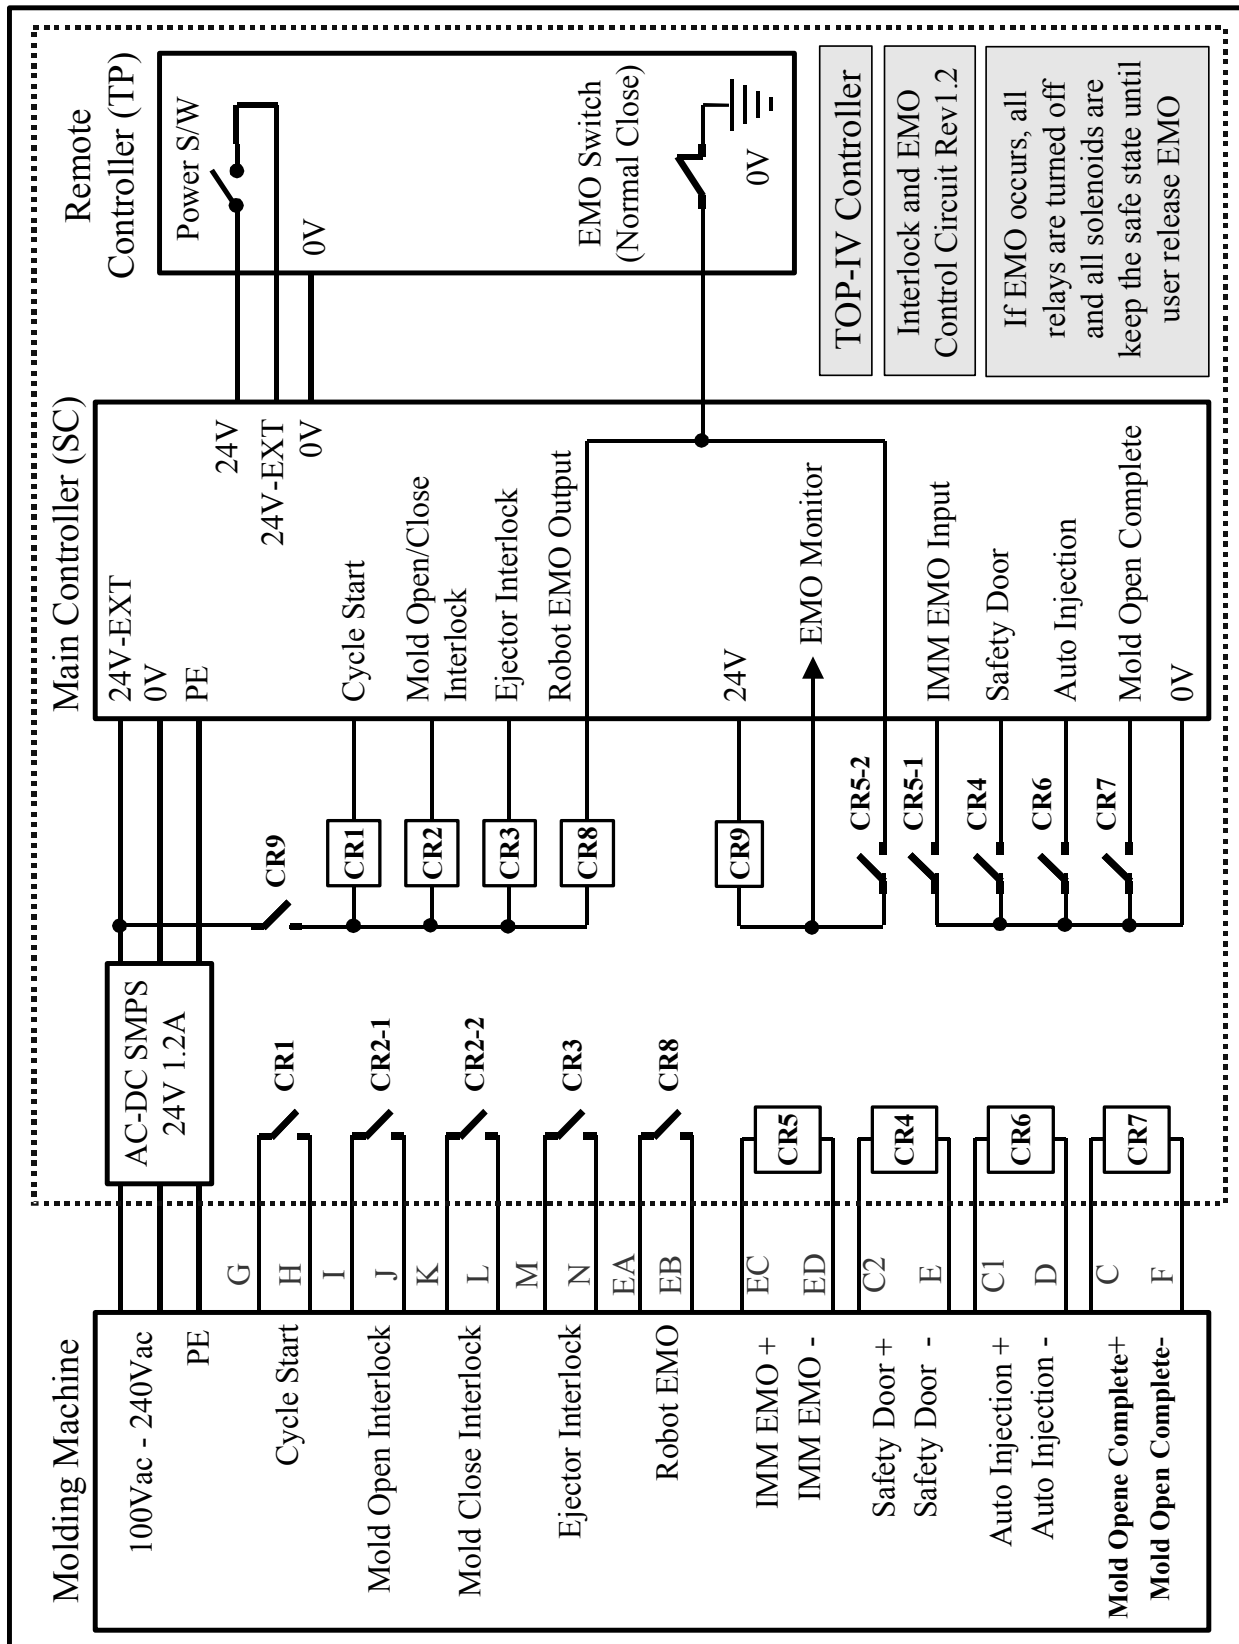 Molding Machine
100Vac - 240Vac
PE
Cycle Start
Mold Open Interlock
Mold Close Interlock
Ejector Interlock
Robot EMO
IMM EMO +
IMM EMO -
Safety Door +
Safety Door -
Auto Injection +
Auto Injection -
Mold Opene Complete+
Mold Open Complete-
G
H
I
J
K
L
M
N
EA
EB
EC
ED
C2
E
C1
D
C
F
AC-DC SMPS
24V 1.2A
CR1
CR2-1
CR2-2
CR3
CR8
CR5
CR4
CR6
CR7
CR9
CR1
CR2
CR3
CR8
CR9
CR5-2
CR5-1
CR4
CR6
CR7
Main Controller (SC)
24V-EXT
0V
PE
24V
24V-EXT
0V
Cycle Start
Mold Open/Close
Interlock
Ejector Interlock
Robot EMO Output
24V
EMO Monitor
IMM EMO Input
Safety Door
Auto Injection
Mold Open Complete
0V
Remote
Controller (TP)
Power S/W
0V
EMO Switch
(Normal Close)
0V
TOP-IV Controller
Interlock and EMO
Control Circuit Rev1.2
If EMO occurs, all
relays are turned off
and all solenoids are
keep the safe state until
user release EMO